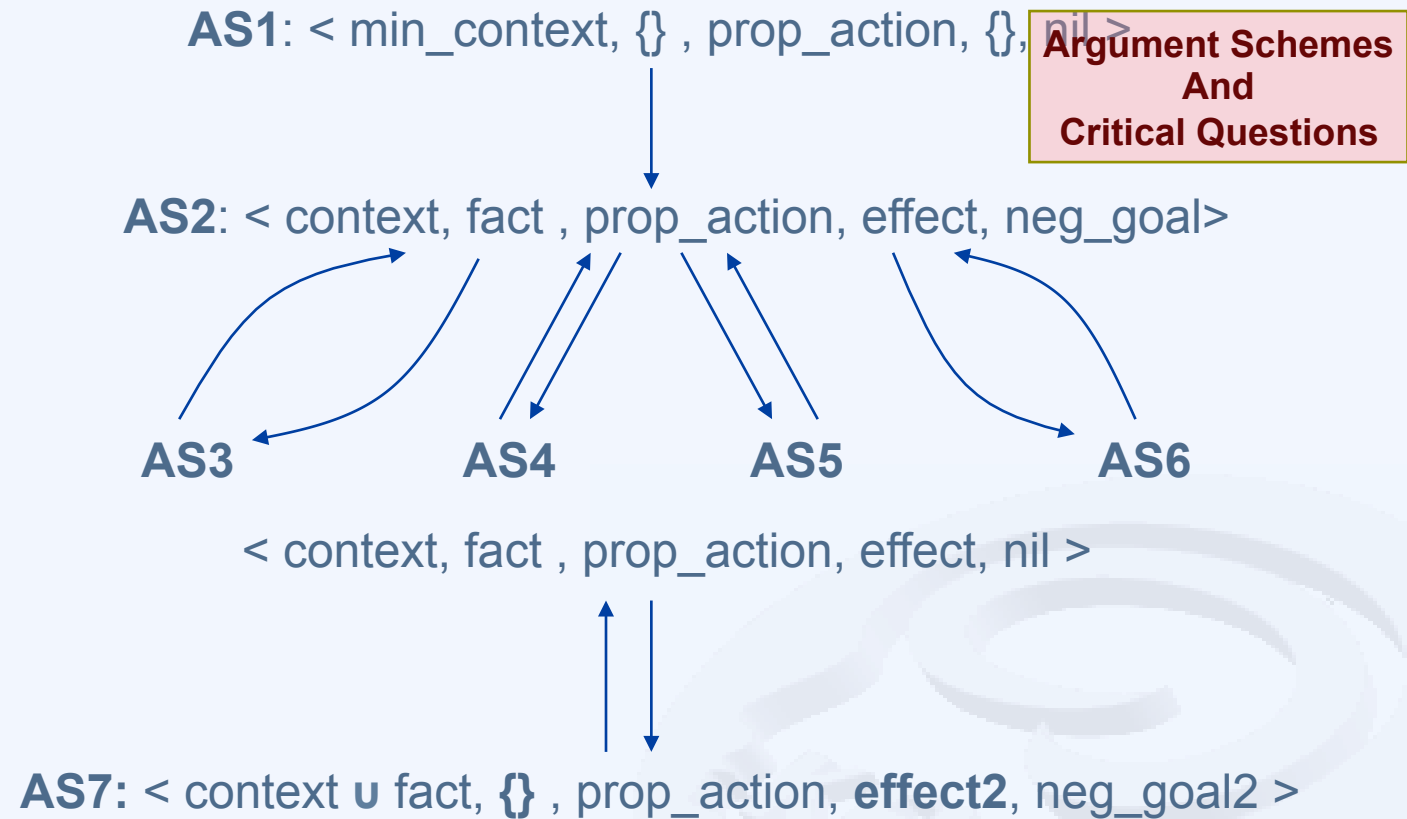 AS1: < min_context, {} , prop_action, {}, nil >
Argument Schemes
And
Critical Questions
AS2: < context, fact , prop_action, effect, neg_goal>
AS3 AS4 AS5 AS6
< context, fact , prop_action, effect, nil >
AS7: < context ∪ fact, {} , prop_action, effect2, neg_goal2 >